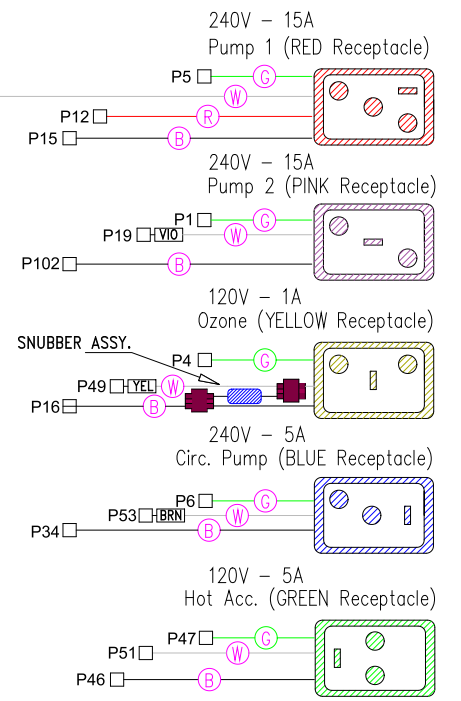 240V - 15A
Pump 1 (RED Receptacle)
P5 G
W
P12 R
P15 B
240V - 15A
Pump 2 (PINK Receptacle)
P1 G
P19 VIO W
P102 B
120V - 1A
Ozone (YELLOW Receptacle)
SNUBBER ASSY.
P4 G
P49 YEL W
P16 B
240V - 5A
Circ. Pump (BLUE Receptacle)
P6 G
P53 BRN W
P34 B
120V - 5A
Hot Acc. (GREEN Receptacle)
P47 G
P51 W
P46 B